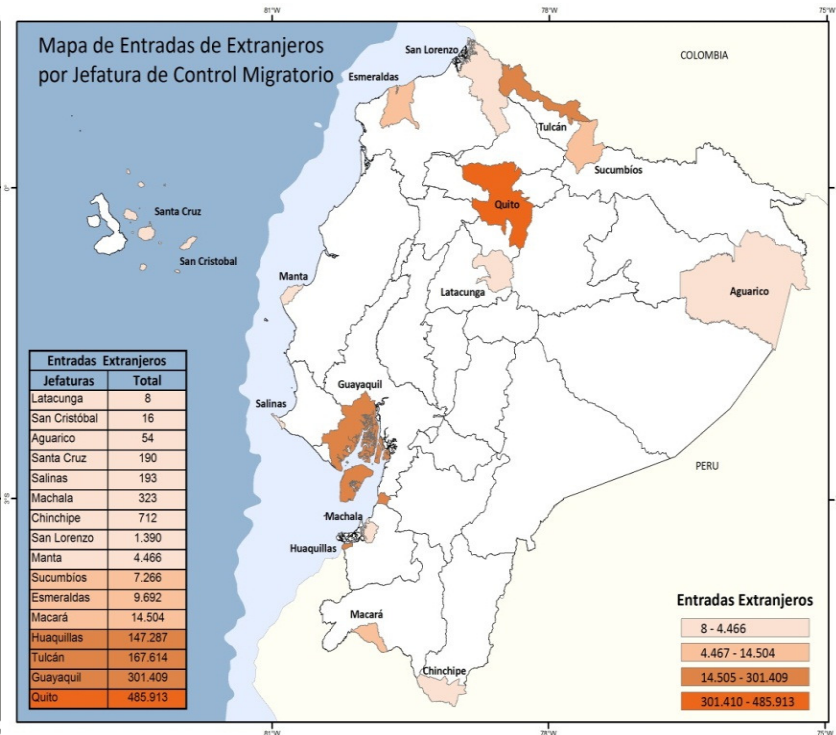 81°W 78°W 75°W
Mapa de Entradas de Extranjeros
por Jefatura de Control Migratorio
San Lorenzo
COLOMBIA
Esmeraldas
Tulcán
Sucumbíos
0°
Quito
Santa Cruz
San Cristobal
Manta
Latacunga
Aguarico
Guayaquil
Salinas
PERU
3°S
Machala
Huaquillas
Macará
Chinchipe
Entradas Extranjeros
Jefaturas Total
Latacunga 8
San Cristóbal 16
Aguarico 54
Santa Cruz 190
Salinas 193
Machala 323
Chinchipe 712
San Lorenzo 1.390
Manta 4.466
Sucumbíos 7.266
Esmeraldas 9.692
Macará 14.504
Huaquillas 147.287
Tulcán 167.614
Guayaquil 301.409
Quito 485.913
Entradas Extranjeros
8 - 4.466
4.467 - 14.504
14.505 - 301.409
301.410 - 485.913
81°W 78°W 75°W